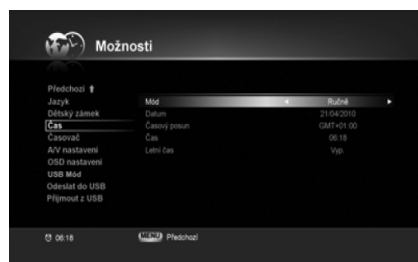 Možnosti
Předchozí
Jazyk
Dětský zámek
Čas
Časovač
A/V nastavení
OSD nastavení
USB Mód
Odeslat do USB
Přijmout z USB
Mód Ručně
Datum 21/04/2010
Časový posun GMT+01:00
Čas 06:18
Letní čas Vyp.
06:18 MENU Předchozí